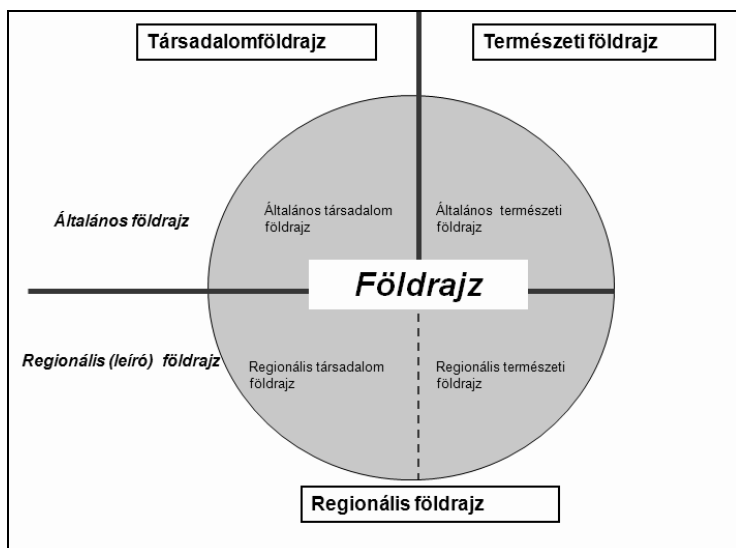 Társadalomföldrajz
Természeti földrajz
Általános földrajz
Általános társadalom
földrajz
Általános természeti
földrajz
Földrajz
Regionális (leíró) földrajz
Regionális társadalom
földrajz
Regionális természeti
földrajz
Regionális földrajz